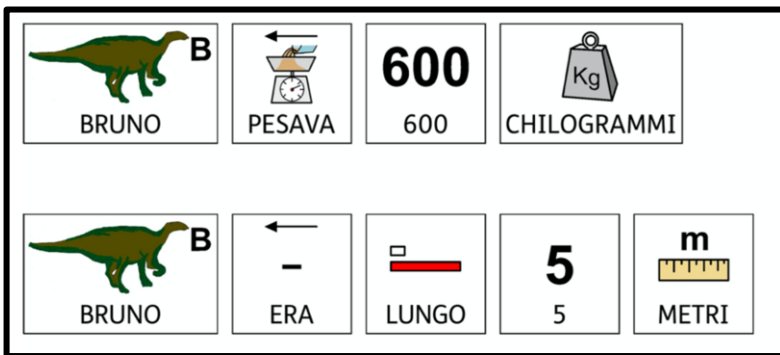 B 600 Kg
BRUNO PESAVA 600 CHILOGRAMMI
B - 5 m
BRUNO ERA LUNGO 5 METRI